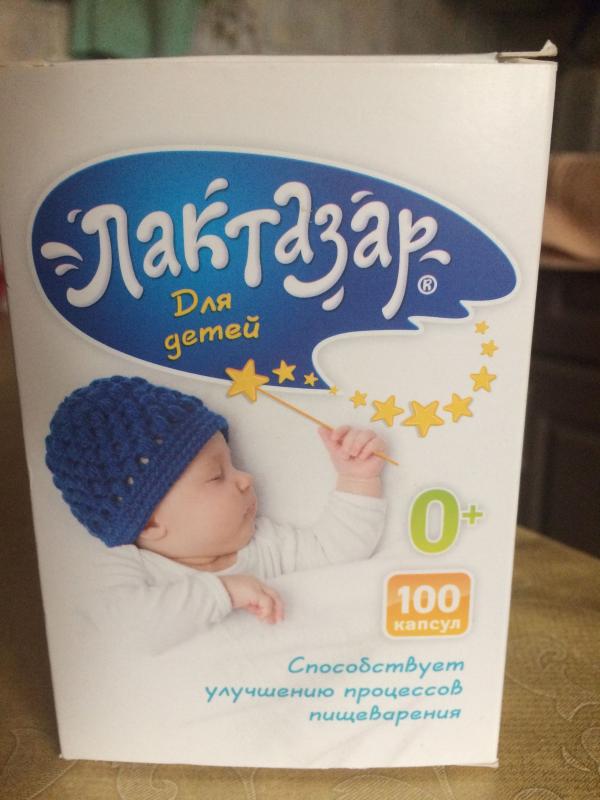 Лактазар®
Для
детей
0+
100
капсул
Способствует
улучшению процессов
пищеварения